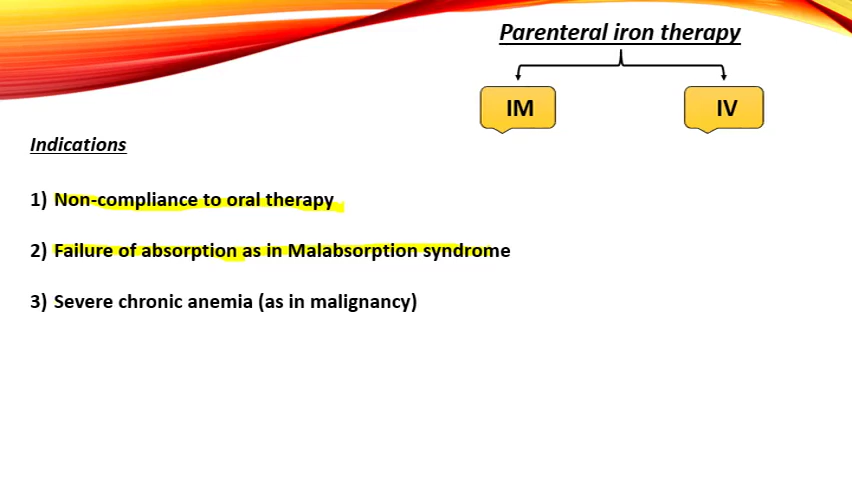 Parenteral iron therapy
IM
IV
Indications
1) Non-compliance to oral therapy
2) Failure of absorption as in Malabsorption syndrome
3) Severe chronic anemia (as in malignancy)